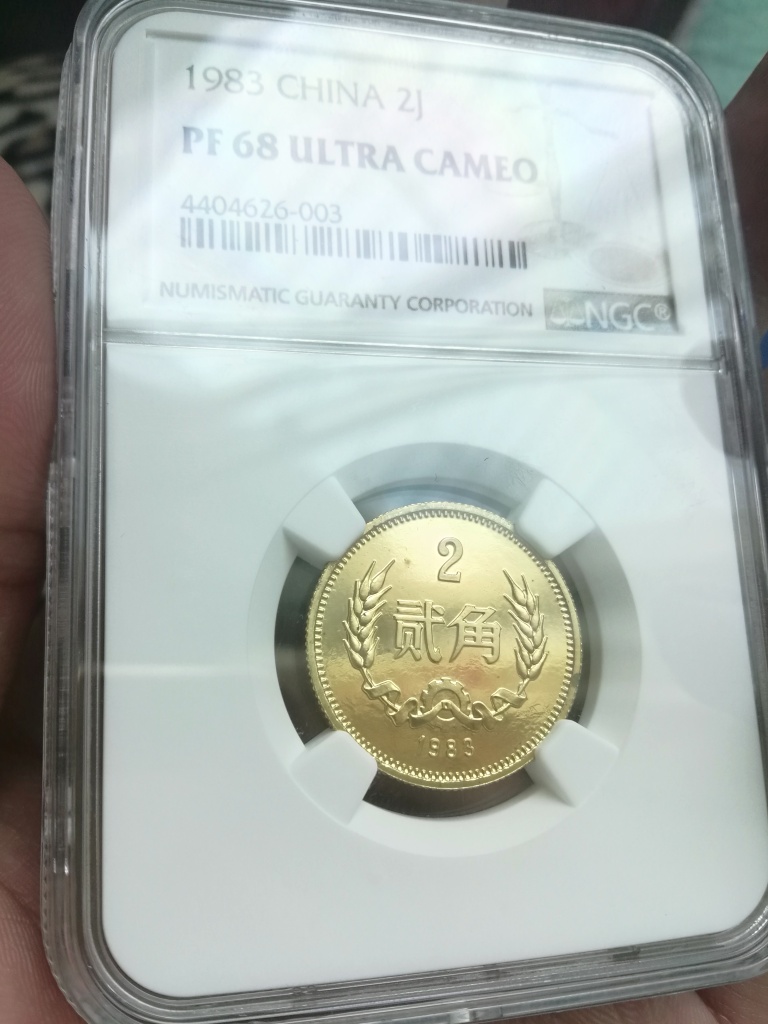 1983 CHINA 2J
PF 68 ULTRA CAMEO
4404626-003
NUMISMATIC GUARANTY CORPORATION
NGC®
2
贰角
1983